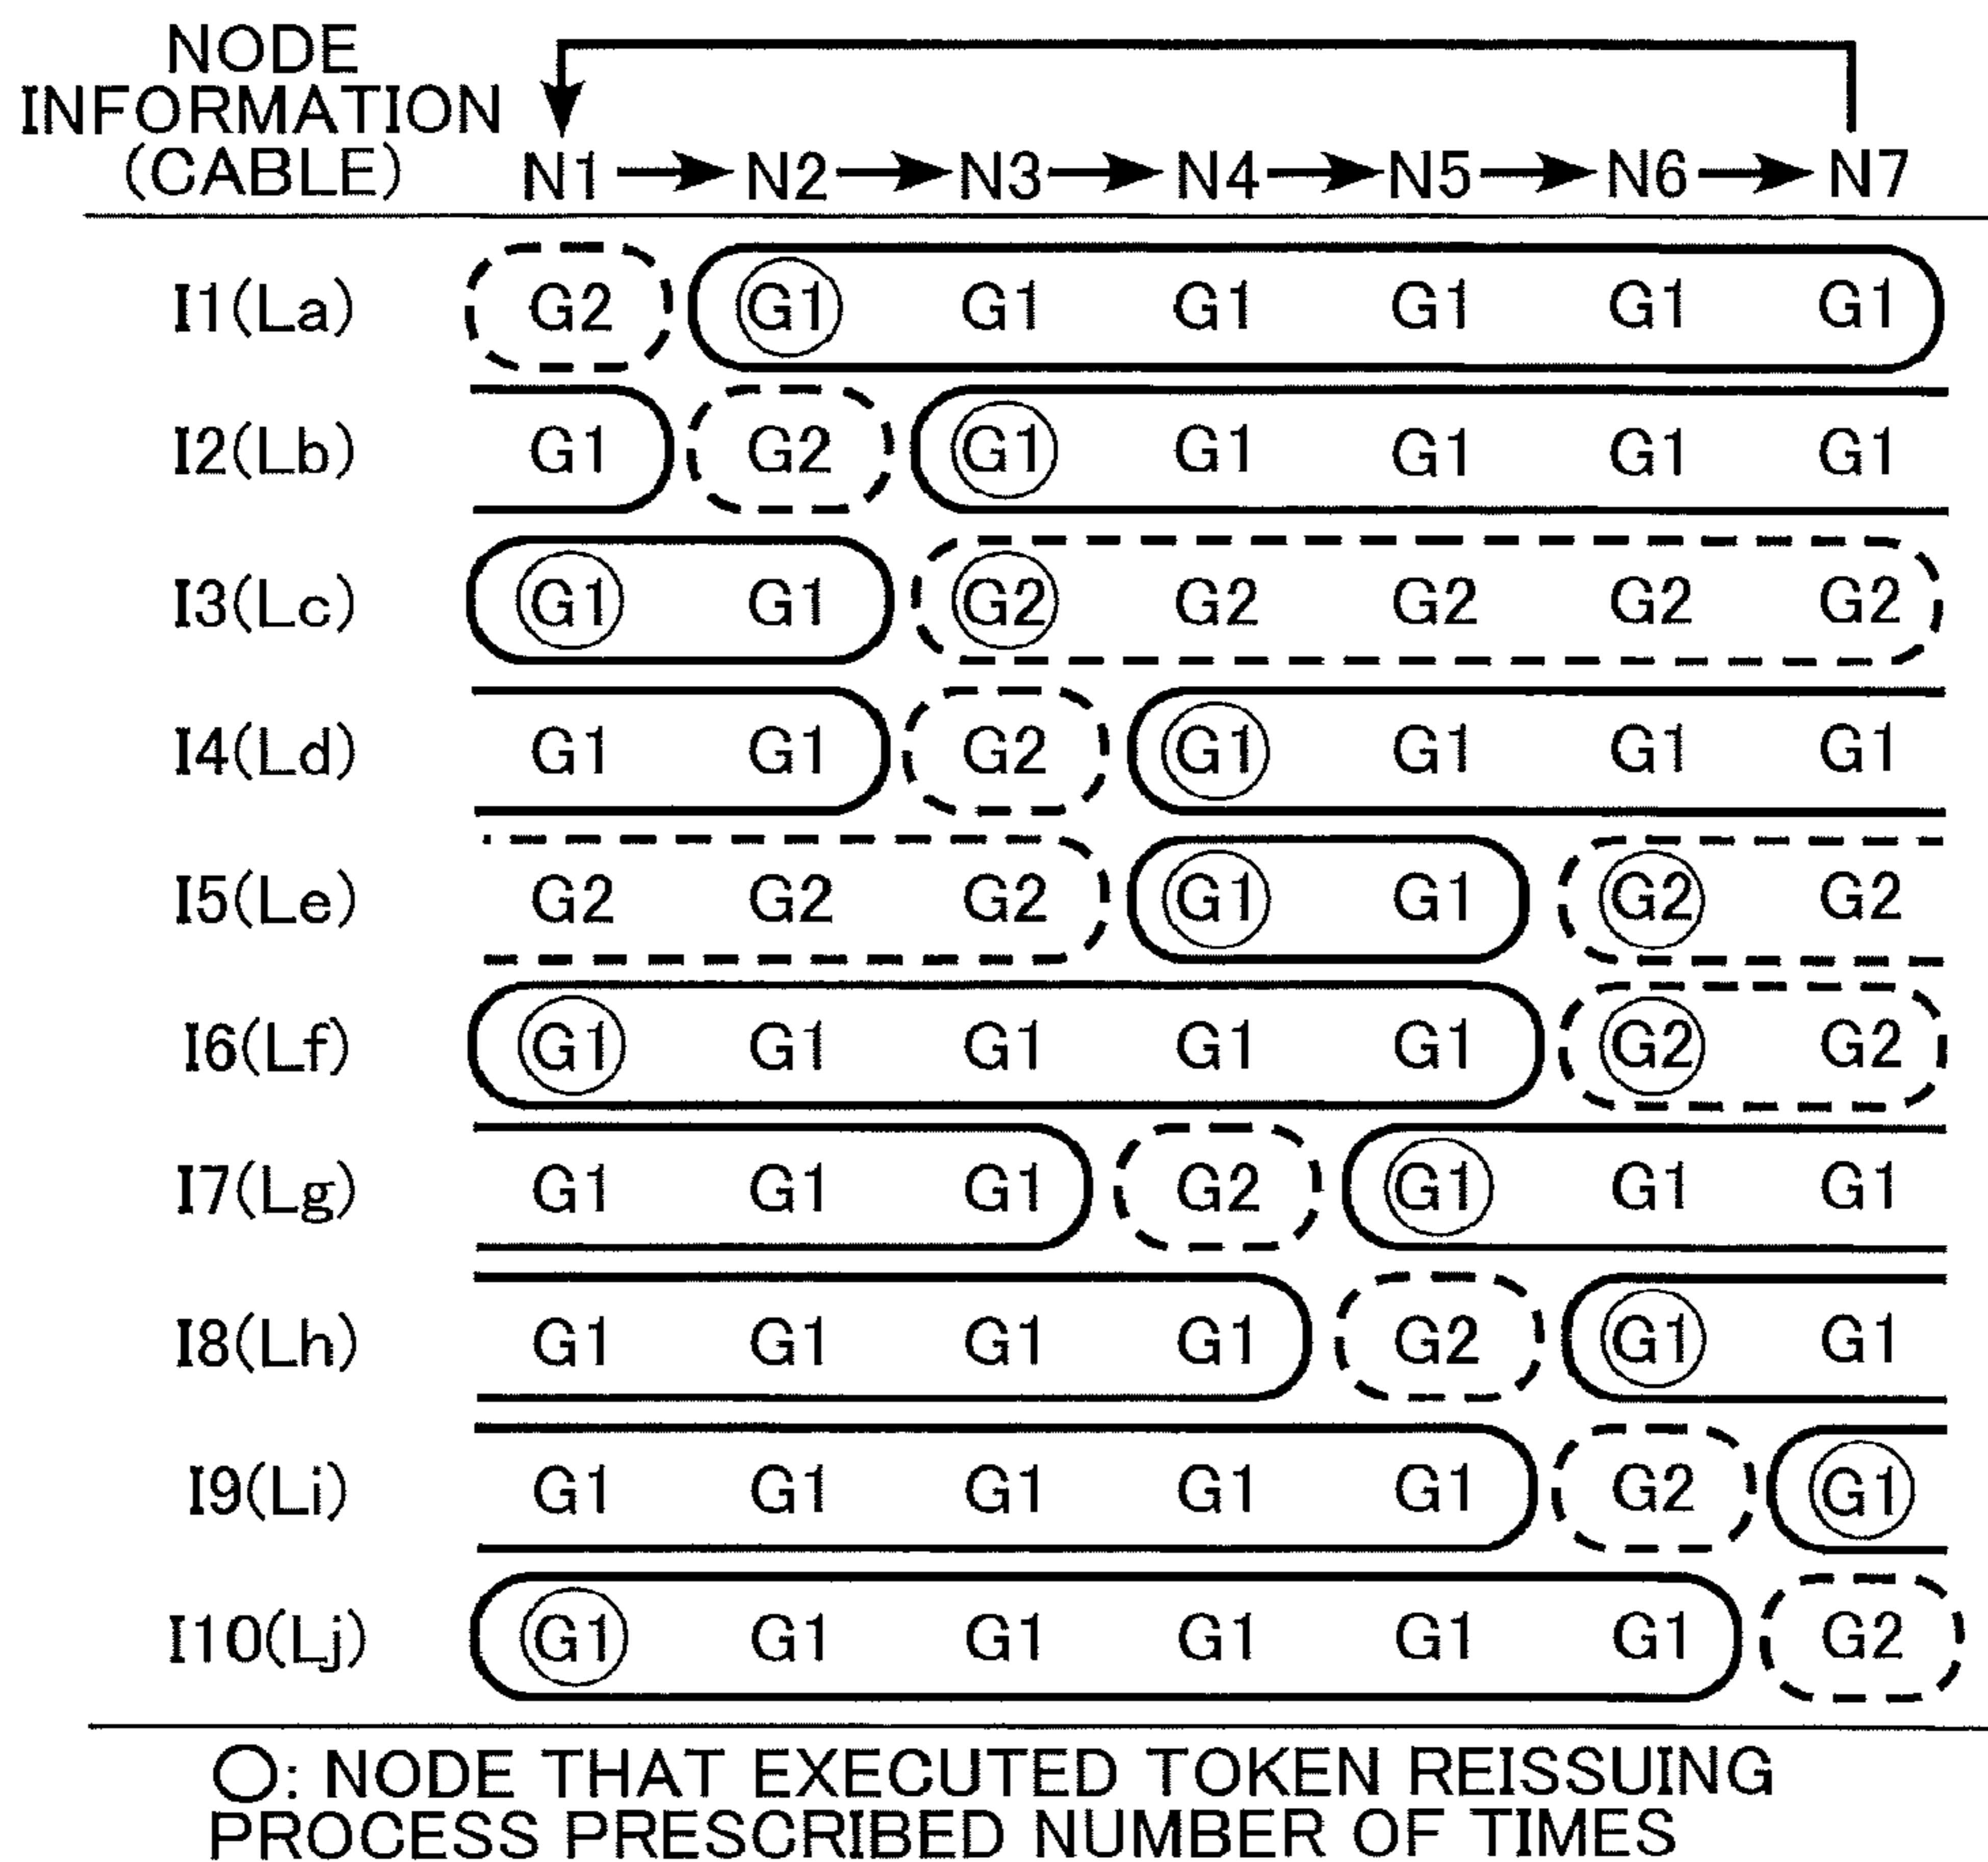 NODE
INFORMATION
(CABLE) N1 N2 N3 N4 N5 N6 N7
I1(La) G2 G1 G1 G1 G1 G1 G1
I2(Lb) G1 G2 G1 G1 G1 G1 G1
I3(Lc) G1 G1 G2 G2 G2 G2 G2
I4(Ld) G1 G1 G2 G1 G1 G1 G1
I5(Le) G2 G2 G2 G1 G1 G2 G2
I6(Lf) G1 G1 G1 G1 G1 G2 G2
I7(Lg) G1 G1 G1 G2 G1 G1 G1
I8(Lh) G1 G1 G1 G1 G2 G1 G1
I9(Li) G1 G1 G1 G1 G1 G2 G1
I10(Lj) G1 G1 G1 G1 G1 G1 G2
O: NODE THAT EXECUTED TOKEN REISSUING
PROCESS PRESCRIBED NUMBER OF TIMES